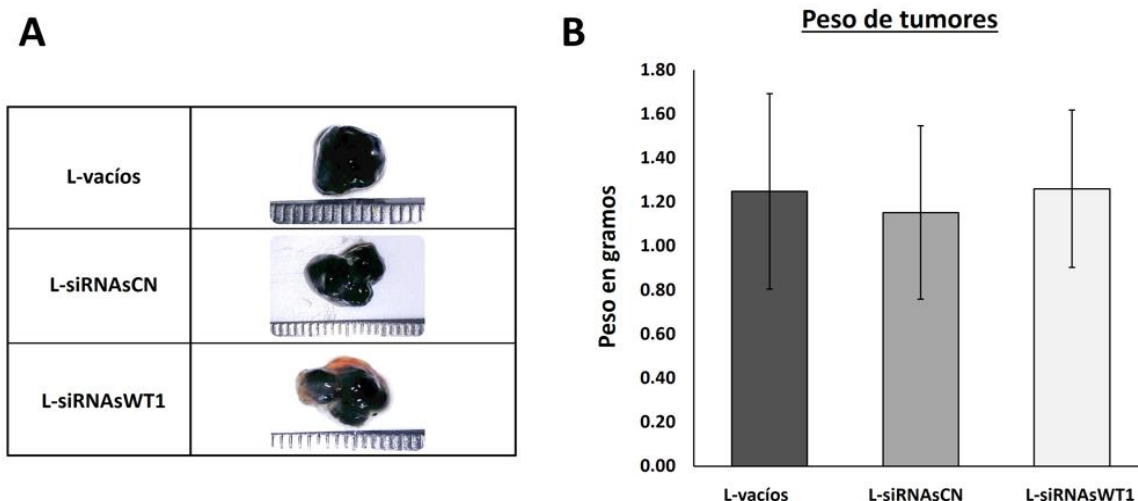 A
L-vacíos
L-siRNAsCN
L-siRNAsWT1
B
Peso de tumores
Peso en gramos
1.80
1.60
1.40
1.20
1.00
0.80
0.60
0.40
0.20
0.00
L-vacíos L-siRNAsCN L-siRNAsWT1